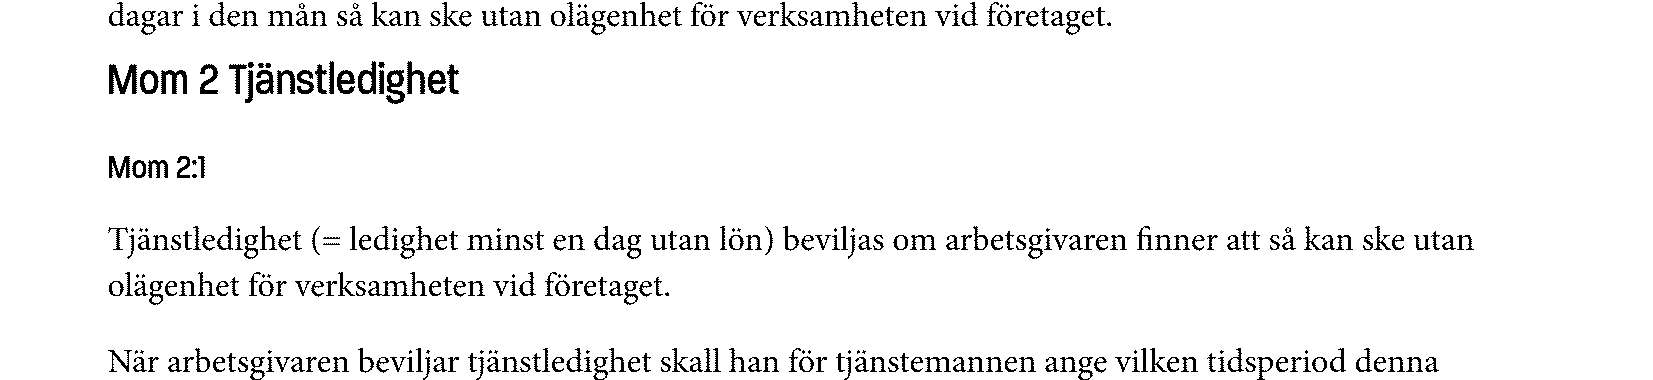 dagar i den mån så kan ske utan olägenhet för verksamheten vid företaget.
Mom 2 Tjänstledighet
Mom 2:1
Tjänstledighet (= ledighet minst en dag utan lön) beviljas om arbetsgivaren finner att så kan ske utan
olägenhet för verksamheten vid företaget.
När arbetsgivaren beviljar tjänstledighet skall han för tjänstemannen ange vilken tidsperiod denna